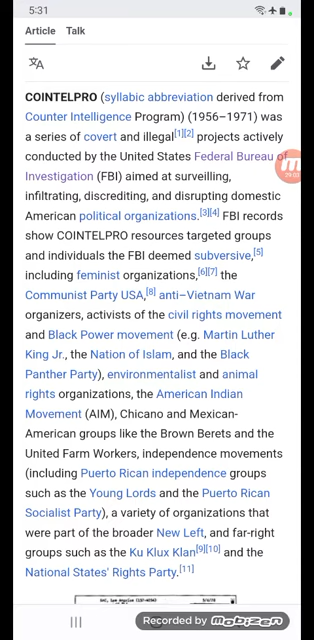 5:31
Article Talk
COINTELPRO (syllabic abbreviation derived from
Counter Intelligence Program) (1956–1971) was
a series of covert and illegal[1][2] projects actively
conducted by the United States Federal Bureau of
Investigation (FBI) aimed at surveilling,
infiltrating, discrediting, and disrupting domestic
American political organizations.[3][4] FBI records
show COINTELPRO resources targeted groups
and individuals the FBI deemed subversive,[5]
including feminist organizations,[6][7] the
Communist Party USA,[8] anti–Vietnam War
organizers, activists of the civil rights movement
and Black Power movement (e.g. Martin Luther
King Jr., the Nation of Islam, and the Black
Panther Party), environmentalist and animal
rights organizations, the American Indian
Movement (AIM), Chicano and Mexican-
American groups like the Brown Berets and the
United Farm Workers, independence movements
(including Puerto Rican independence groups
such as the Young Lords and the Puerto Rican
Socialist Party), a variety of organizations that
were part of the broader New Left, and far-right
groups such as the Ku Klux Klan[9][10] and the
National States' Rights Party.[11]
Recorded by mobizen